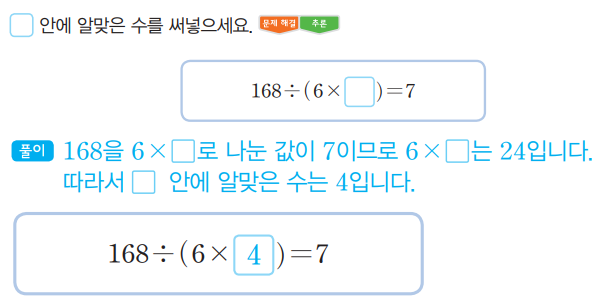 □ 안에 알맞은 수를 써넣으세요. 문제 해결 추론
168÷(6×□)=7
풀이 168을 6×□로 나눈 값이 7이므로 6×□는 24입니다.
따라서 □ 안에 알맞은 수는 4입니다.
168÷(6×4)=7